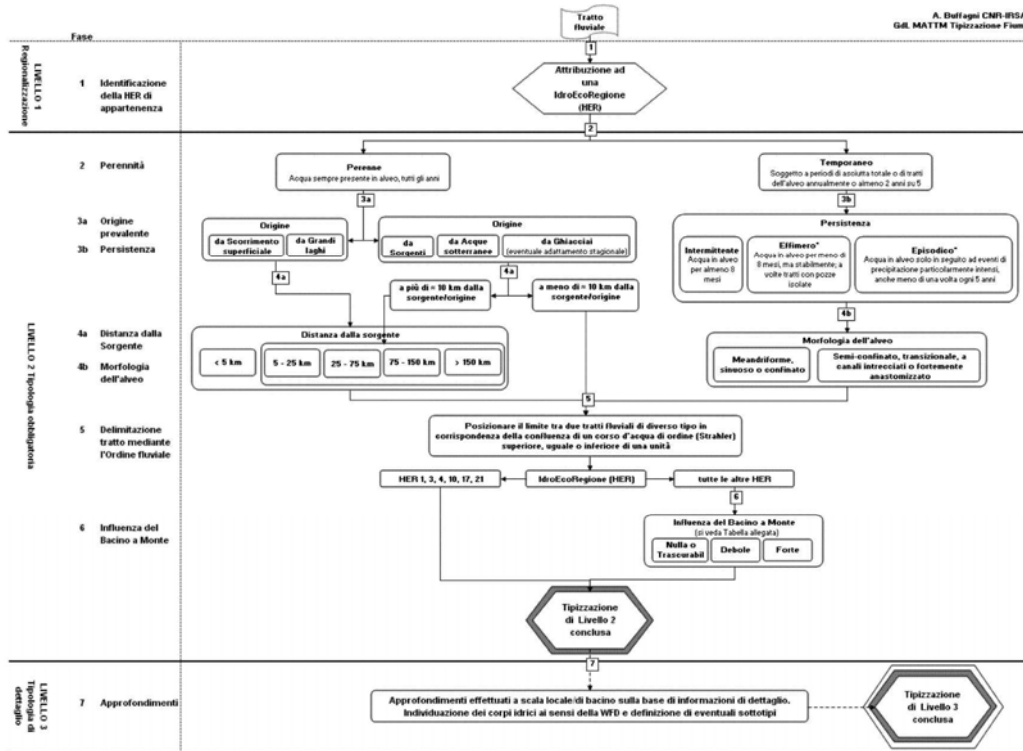 Tratto
fluviale
A. Buffagni CNR-IRSA
GdL MATTM Tipizzazione Fiumi
Fase
LIVELLO 1
Regionalizzazione
1 Identificazione
della HER di
appartenenza
1
Attribuzione ad
una
IdroEcoRegione
(HER)
2
LIVELLO 2 Tipologia obbligatoria
2 Perennità
Perenne
Acqua sempre presente in alveo, tutti gli anni
Temporaneo
Soggetto a periodi di asciutta totale o di tratti
dell'alveo annualmente o almeno 2 anni su 5
3a
3b
3a Origine
prevalente
3b Persistenza
Origine
da Scorrimento
superficiale
da Grandi
laghi
Origine
da
Sorgenti
da Acque
sotterranee
da Ghiacciai
(eventuale adattamento stagionale)
Persistenza
Intermittente
Acqua in alveo
per almeno 8
mesi
Effimero*
Acqua in alveo per meno di
8 mesi, ma stabilmente; a
volte tratti con pozze
isolate
Episodico*
Acqua in alveo solo in seguito ad eventi di
precipitazione particolarmente intensi,
anche meno di una volta ogni 5 anni
4a
4a
4b
a più di ≈ 10 km dalla
sorgente/origine
a meno di ≈ 10 km dalla
sorgente/origine
4a Distanza dalla
Sorgente
4b Morfologia
dell'alveo
Distanza dalla sorgente
< 5 km
5 - 25 km
25 - 75 km
75 - 150 km
> 150 km
Morfologia dell'alveo
Meandriforme,
sinuoso o confinato
Semi-confinato, transizionale, a
canali intrecciati o fortemente
anastomizzato
5
5 Delimitazione
tratto mediante
l'Ordine fluviale
Posizionare il limite tra due tratti fluviali di diverso tipo in
corrispondenza della confluenza di un corso d'acqua di ordine (Strahler)
superiore, uguale o inferiore di una unità
HER 1, 3, 4, 10, 17, 21
IdroEcoRegione (HER)
tutte le altre HER
6
6 Influenza del
Bacino a Monte
Influenza del Bacino a Monte
(si veda Tabella allegata)
Nulla o
Trascurabil
Debole
Forte
Tipizzazione
di Livello 2
conclusa
7
LIVELLO 3
Tipologia di
dettaglio
7 Approfondimenti
Approfondimenti effettuati a scala locale/di bacino sulla base di informazioni di dettaglio.
Individuazione dei corpi idrici ai sensi della WFD e definizione di eventuali sottotipi
Tipizzazione
di Livello 3
conclusa